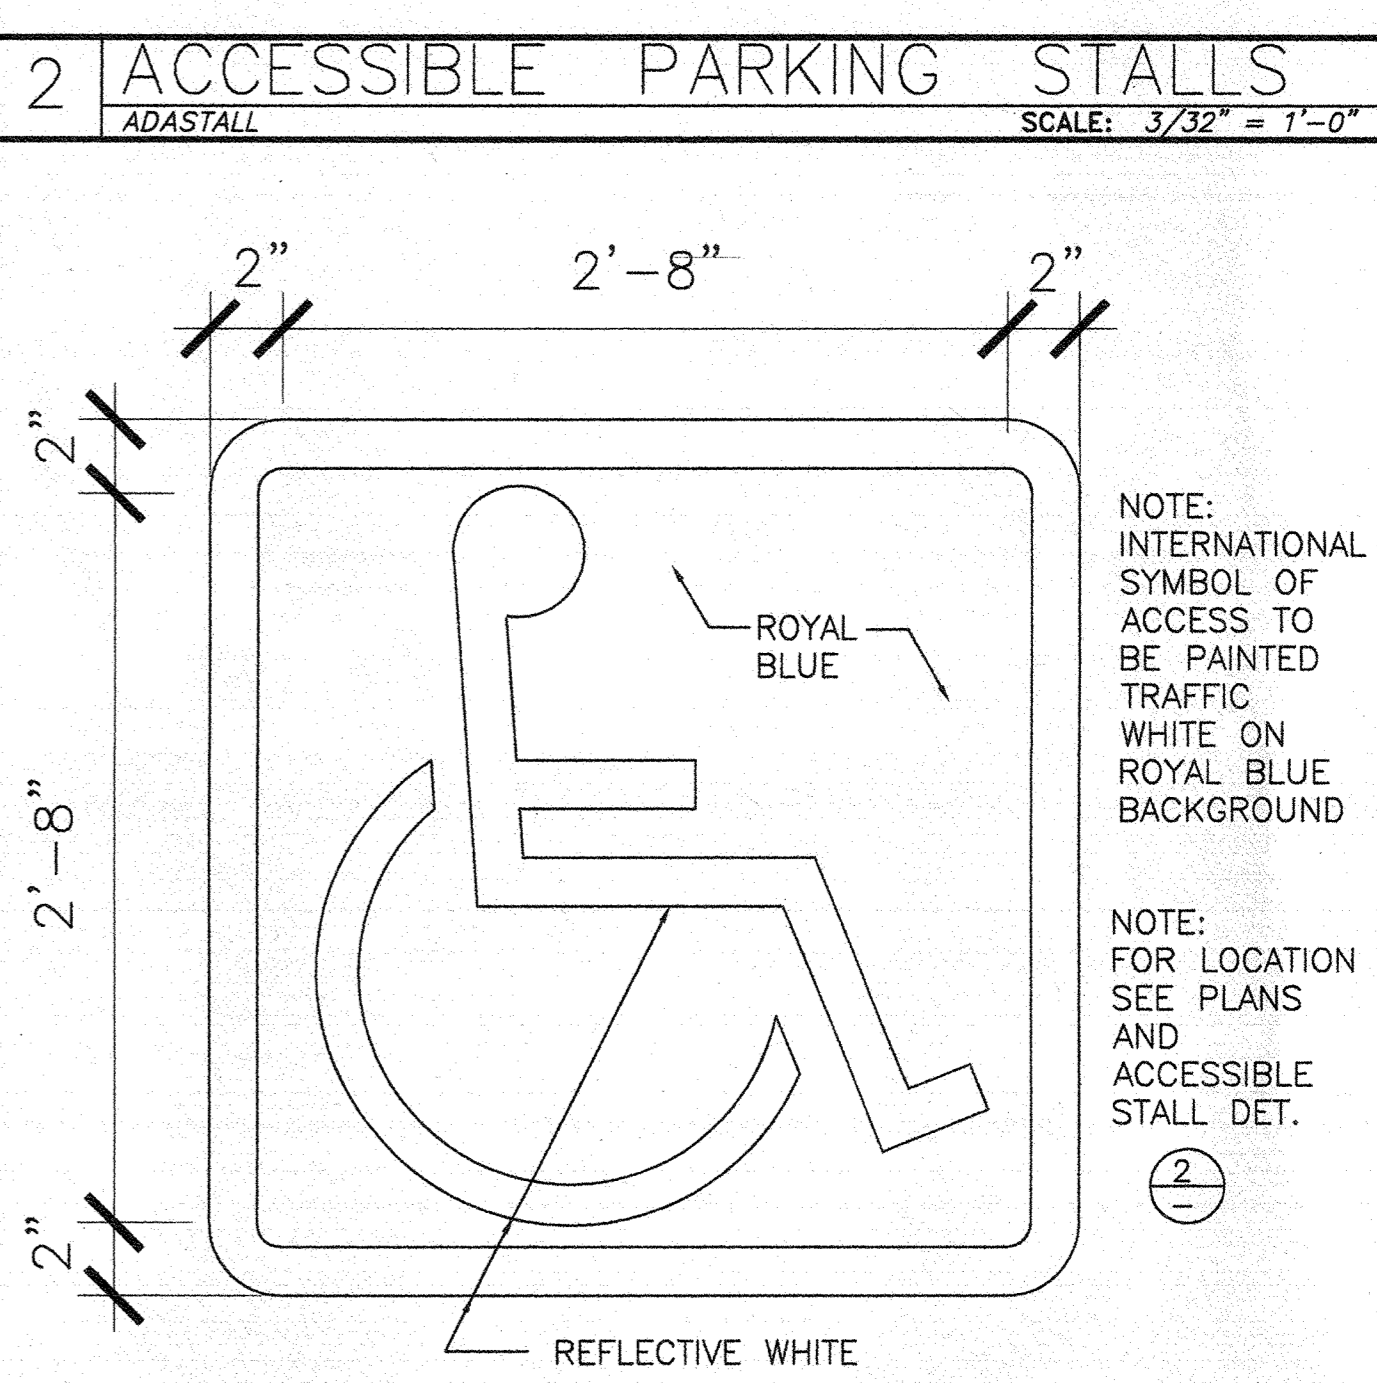 2
ACCESSIBLE PARKING STALLS
ADASTALL
SCALE: 3/32" = 1'-0"
2"
2'-8"
2"
2"
2'-8"
2"
ROYAL
BLUE
NOTE:
INTERNATIONAL
SYMBOL OF
ACCESS TO
BE PAINTED
TRAFFIC
WHITE ON
ROYAL BLUE
BACKGROUND
NOTE:
FOR LOCATION
SEE PLANS
AND
ACCESSIBLE
STALL DET.
2
-
REFLECTIVE WHITE